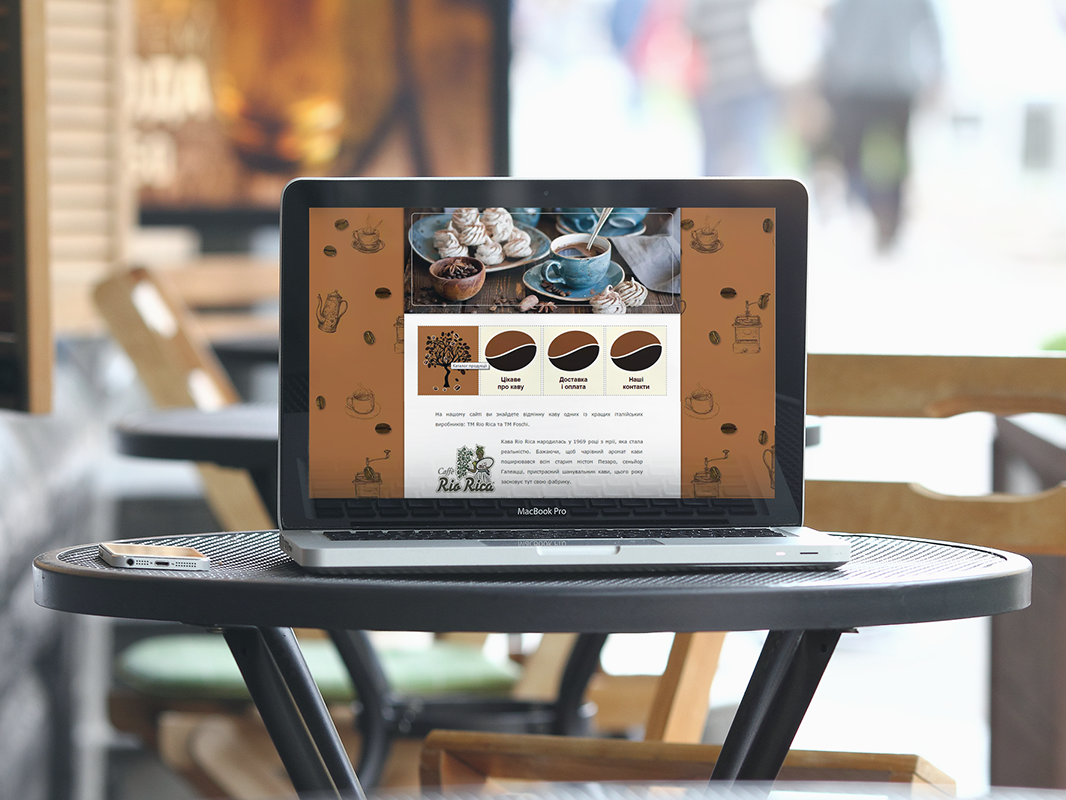 Каталог продукції
Цікаве
про каву
Доставка
і оплата
Наші
контакти
На нашому сайті ви знайдете відмінну каву одних із кращих італійських
виробників: ТМ Rio Rica та ТМ Foschi.
Кава Rio Rica народилась у 1969 році з мрії, яка стала
реальністю. Бажаючи, щоб чарівний аромат кави
поширювався всім старим містом Пезаро, сеньйор
Галеацці, пристрасний шанувальник кави, цього року
заснував тут свою фабрику.
Caffè
Rio Rica
MacBook Pro